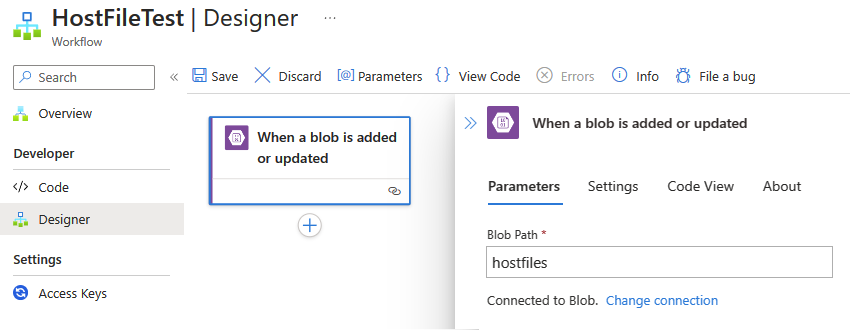 HostFileTest | Designer ...
Workflow
Search
«
Save
Discard
[@] Parameters
{} View Code
Errors
Info
File a bug
Overview
Developer
</> Code
Designer
Settings
Access Keys
When a blob is added
or updated
+
»
When a blob is added or updated
Parameters
Settings
Code View
About
Blob Path *
hostfiles
Connected to Blob. Change connection